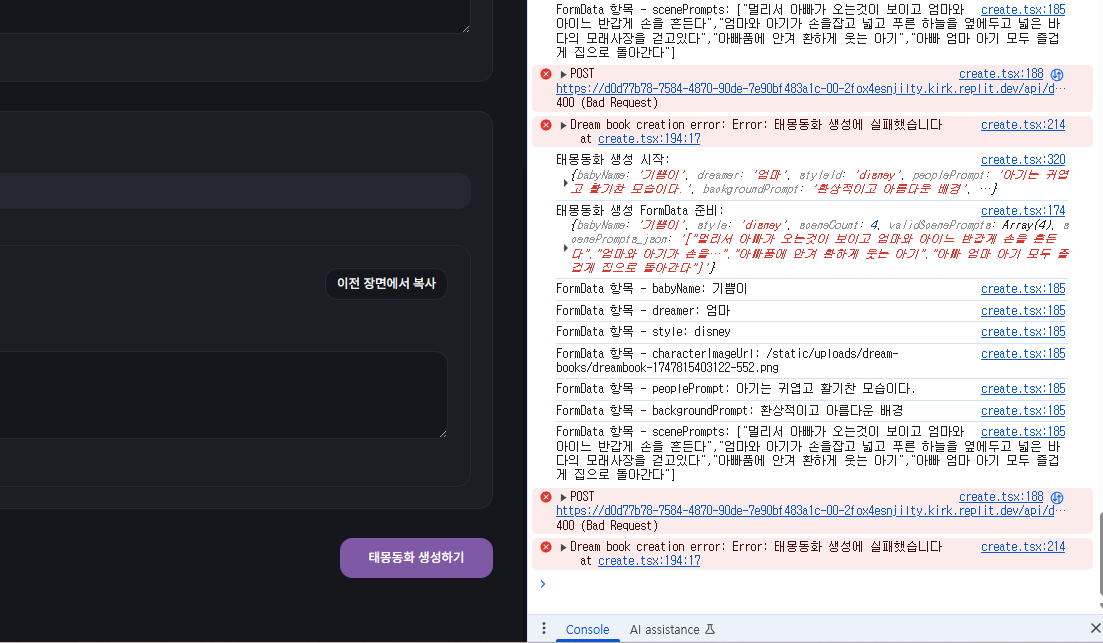 FormData 항목 - scenePrompts: ["멀리서 아빠가 오는것이 보이고 엄마와 create.tsx:185
아이느 반갑게 손을 흔든다","엄마와 아기가 손을잡고 넓고 푸른 하늘을 옆에두고 넓은 바
다의 모래사장을 걷고있다","아빠품에 안겨 환하게 웃는 아기","아빠 엄마 아기 모두 즐겁
게 집으로 돌아간다"]
POST create.tsx:188
https://d0d77b78-7584-4870-90de-7e90bf483a1c-00-2fox4esnjilty.kirk.replit.dev/api/d…
400 (Bad Request)
Dream book creation error: Error: 태몽동화 생성에 실패했습니다 create.tsx:214
at create.tsx:194:17
태몽동화 생성 시작: create.tsx:320
{babyName: '기쁨이', dreamer: '엄마', styleId: 'disney', peoplePrompt: '아기는 귀엽
고 활기찬 모습이다.', backgroundPrompt: '환상적이고 아름다운 배경', …}
태몽동화 생성 FormData 준비: create.tsx:174
{babyName: '기쁨이', style: 'disney', sceneCount: 4, validScenePrompts: Array(4), s
cenePrompts_json: '["멀리서 아빠가 오는것이 보이고 엄마와 아이느 반갑게 손을 흔든
다","엄마와 아기가 손을…","아빠품에 안겨 환하게 웃는 아기","아빠 엄마 아기 모두 즐
겁게 집으로 돌아간다"]'}
이전 장면에서 복사
FormData 항목 - babyName: 기쁨이 create.tsx:185
FormData 항목 - dreamer: 엄마 create.tsx:185
FormData 항목 - style: disney create.tsx:185
FormData 항목 - characterImageUrl: /static/uploads/dream- create.tsx:185
books/dreambook-1747815403122-552.png
FormData 항목 - peoplePrompt: 아기는 귀엽고 활기찬 모습이다. create.tsx:185
FormData 항목 - backgroundPrompt: 환상적이고 아름다운 배경 create.tsx:185
FormData 항목 - scenePrompts: ["멀리서 아빠가 오는것이 보이고 엄마와 create.tsx:185
아이느 반갑게 손을 흔든다","엄마와 아기가 손을잡고 넓고 푸른 하늘을 옆에두고 넓은 바
다의 모래사장을 걷고있다","아빠품에 안겨 환하게 웃는 아기","아빠 엄마 아기 모두 즐겁
게 집으로 돌아간다"]
POST create.tsx:188
https://d0d77b78-7584-4870-90de-7e90bf483a1c-00-2fox4esnjilty.kirk.replit.dev/api/d…
400 (Bad Request)
Dream book creation error: Error: 태몽동화 생성에 실패했습니다 create.tsx:214
at create.tsx:194:17
태몽동화 생성하기
Console AI assistance